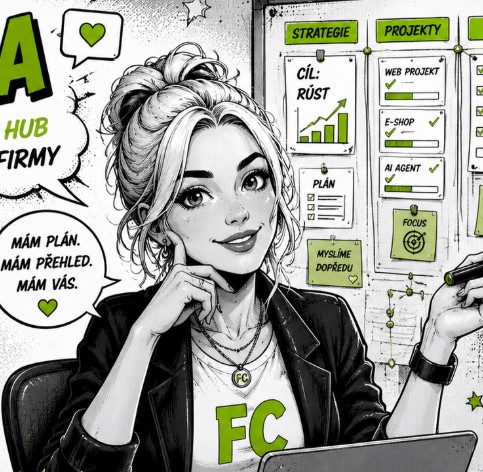 A
HUB
FIRMY
MÁM PLÁN.
MÁM PŘEHLED.
MÁM VÁS.
STRATEGIE
CÍL:
RŮST
PLÁN
MYSLÍME
DOPŘEDU
PROJEKTY
WEB PROJEKT
E-SHOP
AI AGENT
FOCUS
FC
FC